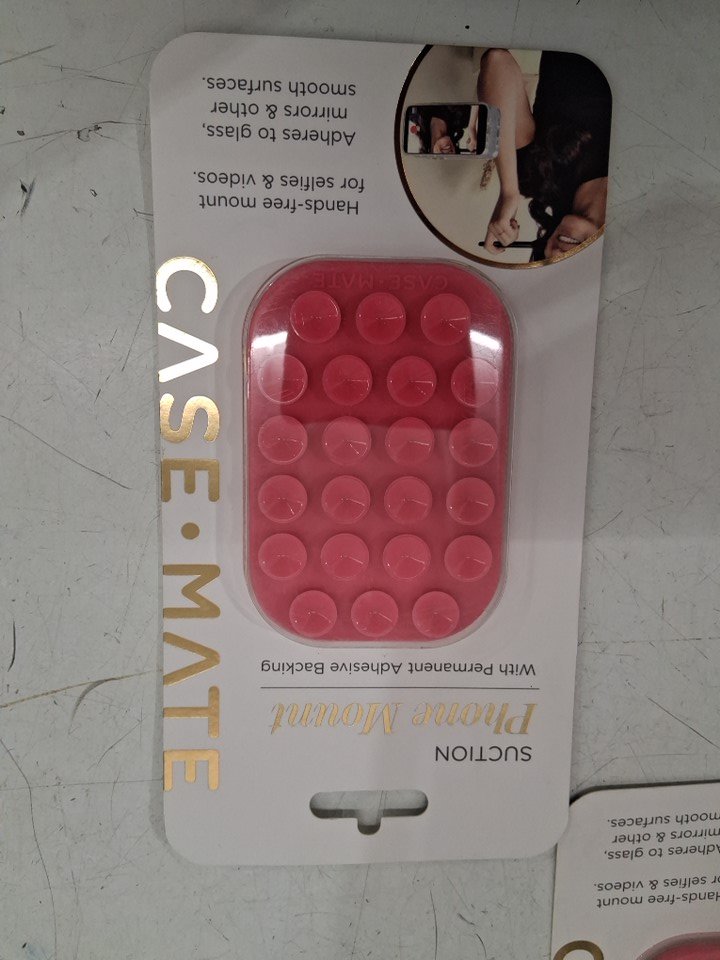 SUCTION
Phone Mount
With Permanent Adhesive Backing
CASE•MATE
CASE•MATE
Hands-free mount
for selfies & videos.
Adheres to glass,
mirrors & other
smooth surfaces.
Hands-free mount
for selfies & videos.
Adheres to glass,
mirrors & other
smooth surfaces.